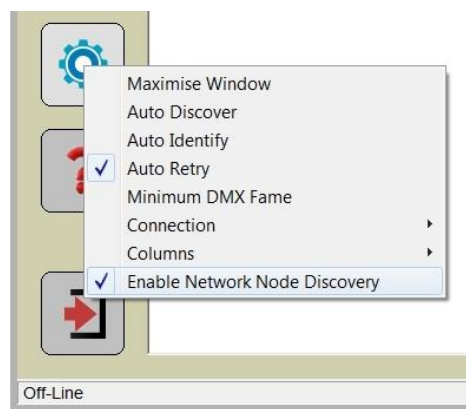 Maximise Window
Auto Discover
Auto Identify
Auto Retry
Minimum DMX Fame
Connection
Columns
Enable Network Node Discovery
Off-Line